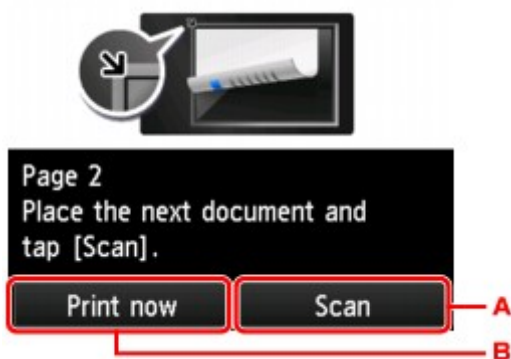 Page 2
Place the next document and
tap [Scan].
Print now Scan A
B